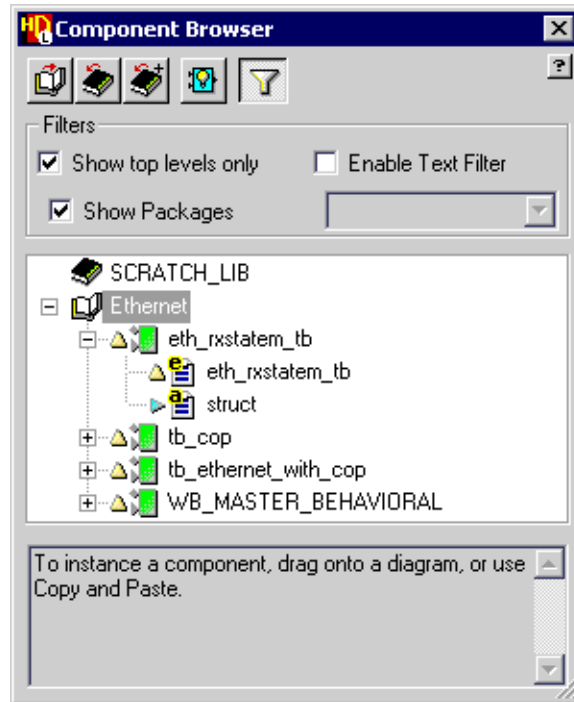 HDL Component Browser
?
Filters
Show top levels only Enable Text Filter
Show Packages
SCRATCH_LIB
Ethernet
eth_rxstatem_tb
e eth_rxstatem_tb
a struct
tb_cop
tb_ethernet_with_cop
WB_MASTER_BEHAVIORAL
To instance a component, drag onto a diagram, or use
Copy and Paste.